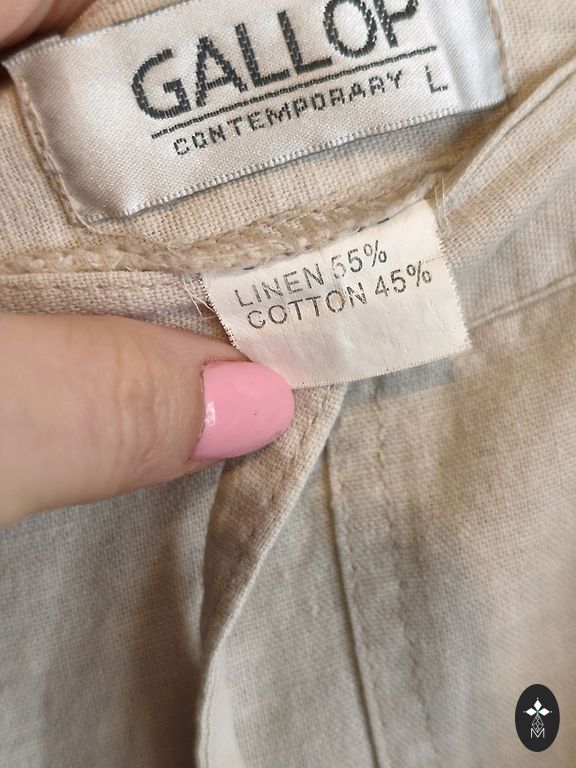 GALLOP
CONTEMPORARY L
LINEN 55%
COTTON 45%
M